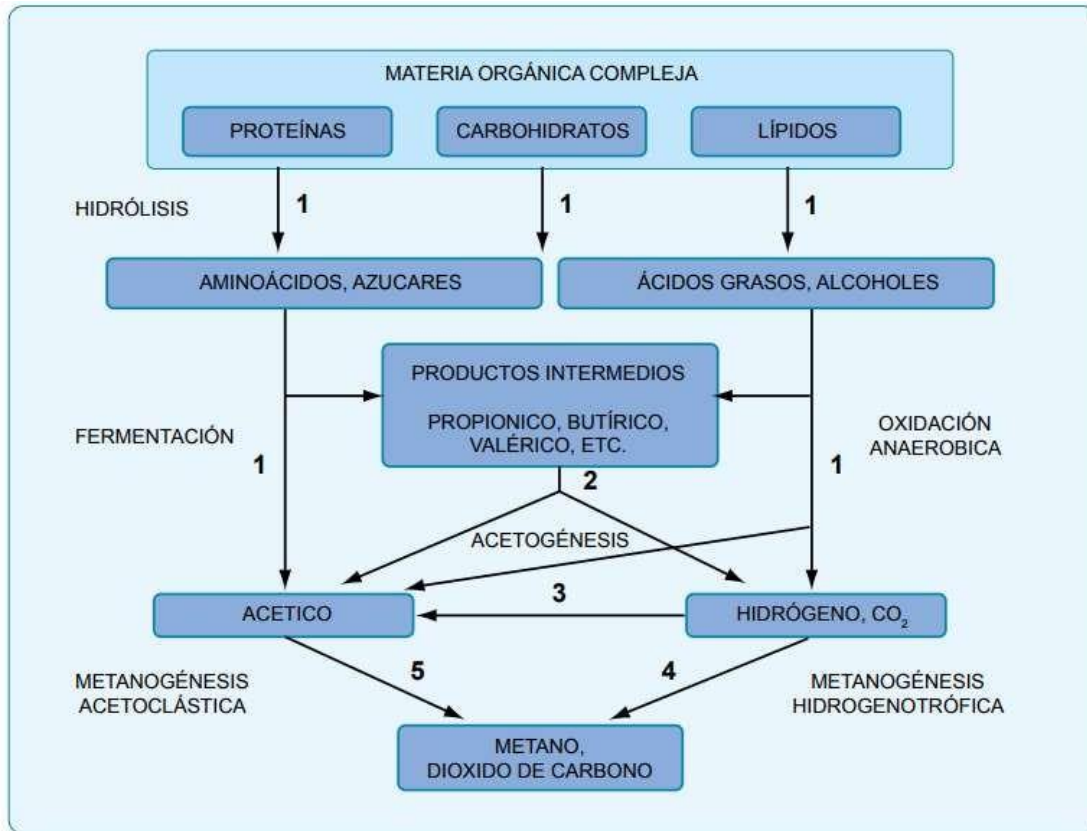 MATERIA ORGÁNICA COMPLEJA
PROTEÍNAS
CARBOHIDRATOS
LÍPIDOS
HIDRÓLISIS
1
1
1
AMINOÁCIDOS, AZUCARES
ÁCIDOS GRASOS, ALCOHOLES
PRODUCTOS INTERMEDIOS
PROPIONICO, BUTÍRICO,
VALÉRICO, ETC.
FERMENTACIÓN
1
OXIDACIÓN
ANAEROBICA
1
2
ACETOGÉNESIS
ACETICO
3
HIDRÓGENO, CO₂
METANOGÉNESIS
ACETOCLÁSTICA
5
4
METANOGÉNESIS
HIDROGENOTRÓFICA
METANO,
DIOXIDO DE CARBONO